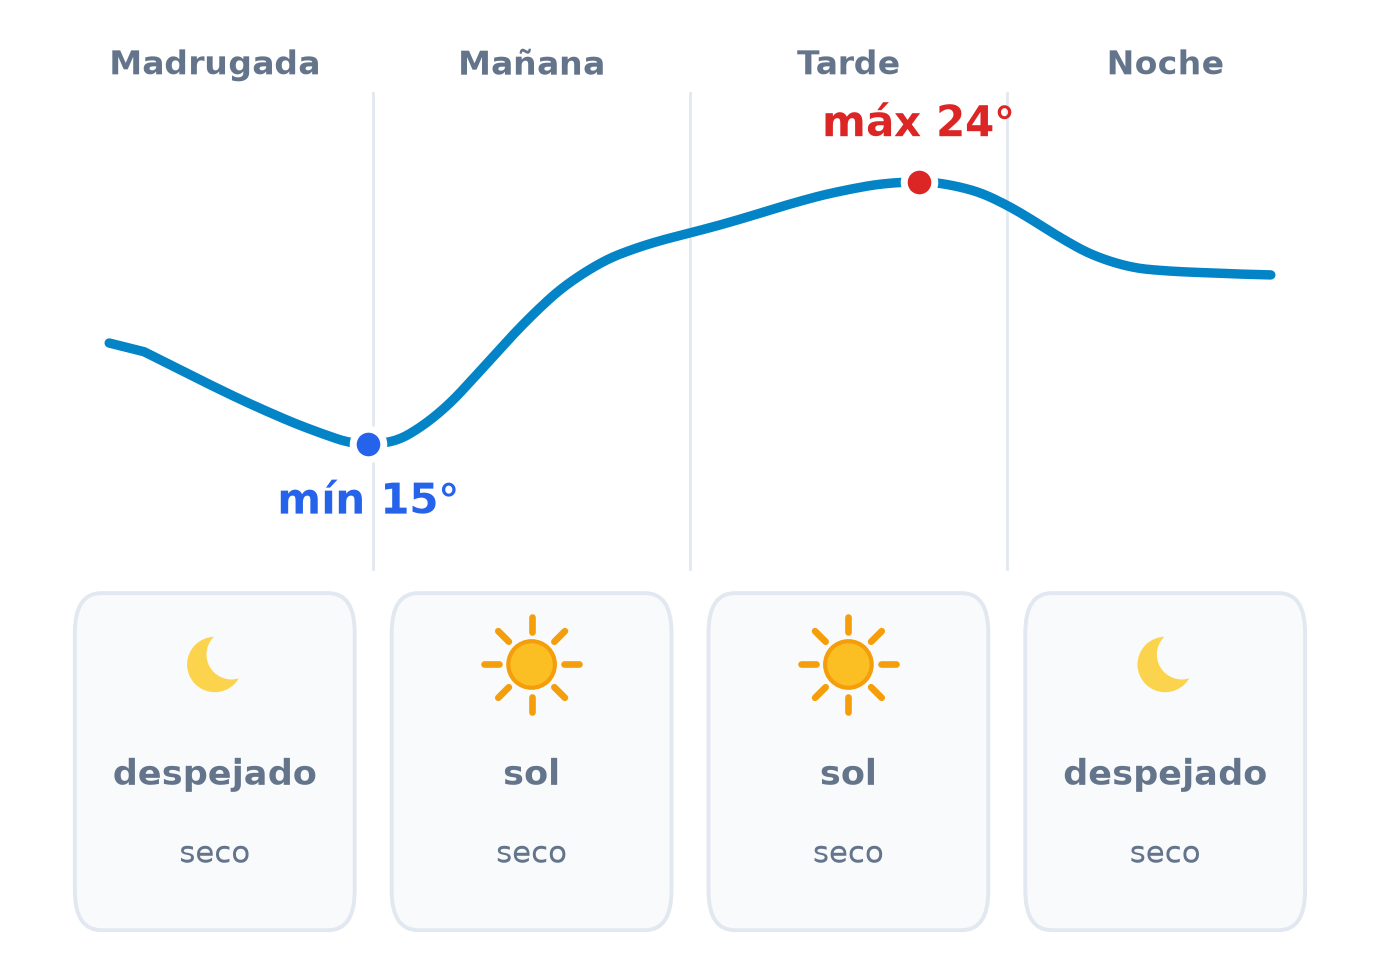 Madrugada Mañana Tarde Noche
máx 24°
mín 15°
despejado sol sol despejado
seco seco seco seco